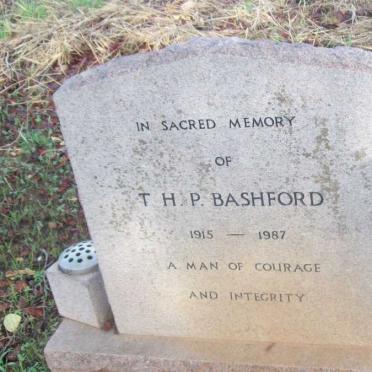 IN SACRED MEMORY
OF
T. H. P. BASHFORD
1915 — 1987
A MAN OF COURAGE
AND INTEGRITY